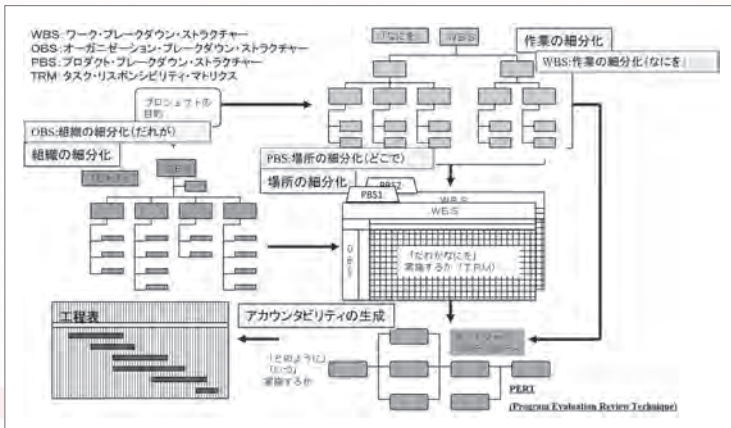 WBS:ワーク・ブレークダウン・ストラクチャー
OBS:オーガニゼーション・ブレークダウン・ストラクチャー
PBS:プロダクト・ブレークダウン・ストラクチャー
TRM:タスク・リスポンシビリティ・マトリクス
「なにを」
WBS
作業の細分化
WBS:作業の細分化(なにを)
プロジェクトの
目的
OBS:組織の細分化(だれが)
組織の細分化
PBS:場所の細分化(どこで)
場所の細分化
PBS2
PBS1
WBS
WBS
OBS
「だれがなにを」
実施するか(TRM)
工程表
アカウンタビリティの生成
「どのように」
「いつ」
実施するか
PERT
(Program Evaluation Review Technique)